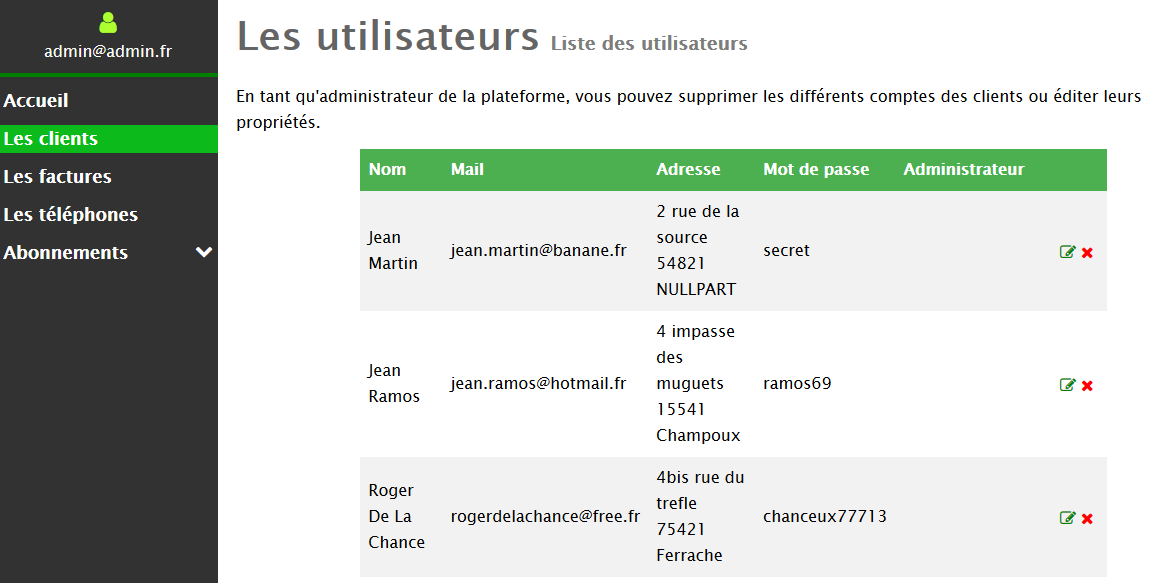 admin@admin.fr
Accueil
Les clients
Les factures
Les téléphones
Abonnements
Les utilisateurs Liste des utilisateurs
En tant qu'administrateur de la plateforme, vous pouvez supprimer les différents comptes des clients ou éditer leurs
propriétés.
Nom Mail Adresse Mot de passe Administrateur
Jean
Martin
jean.martin@banane.fr
2 rue de la
source
54821
NULLPART
secret
Jean
Ramos
jean.ramos@hotmail.fr
4 impasse
des
muguets
15541
Champoux
ramos69
Roger
De La
Chance
rogerdelachance@free.fr
4bis rue du
trefle
75421
Ferrache
chanceux77713